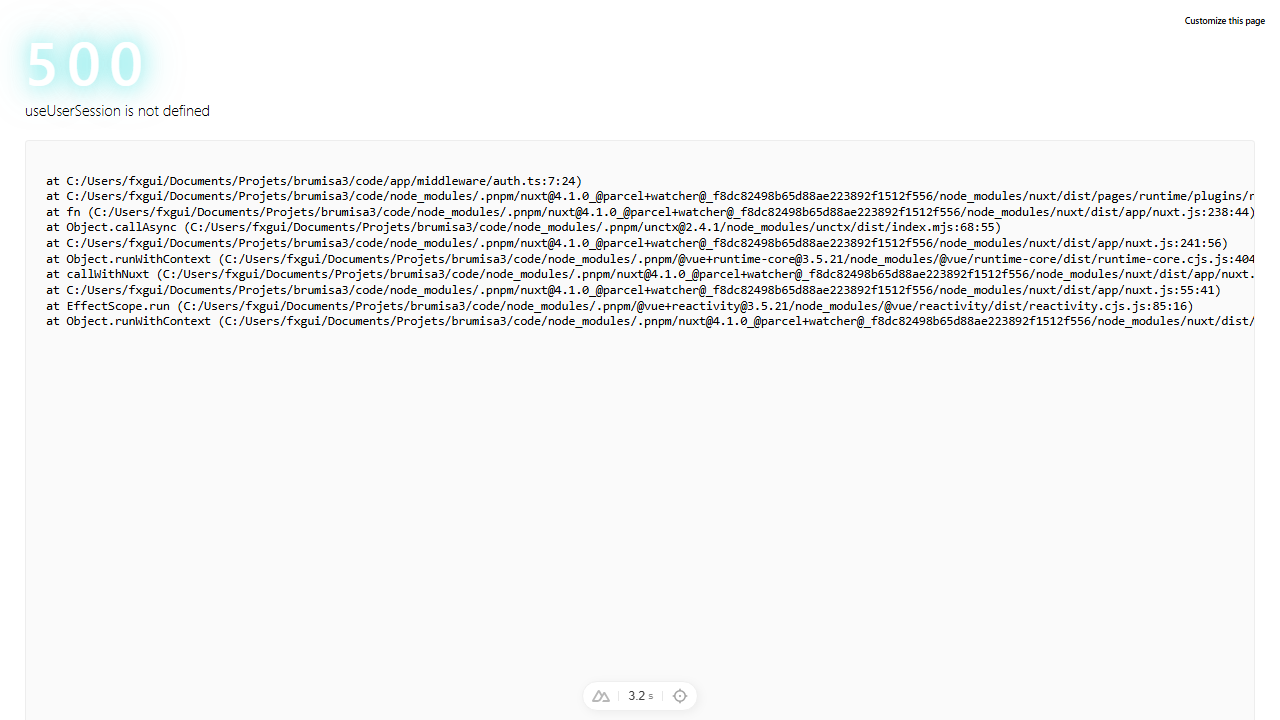 Customize this page
500
useUserSession is not defined
at C:/Users/fxgui/Documents/Projets/brumisa3/code/app/middleware/auth.ts:7:24)
at C:/Users/fxgui/Documents/Projets/brumisa3/code/node_modules/.pnpm/nuxt@4.1.0_@parcel+watcher@_f8dc82498b65d88ae223892f1512f556/node_modules/nuxt/dist/pages/runtime/plugins/r
at fn (C:/Users/fxgui/Documents/Projets/brumisa3/code/node_modules/.pnpm/nuxt@4.1.0_@parcel+watcher@_f8dc82498b65d88ae223892f1512f556/node_modules/nuxt/dist/app/nuxt.js:238:44)
at Object.callAsync (C:/Users/fxgui/Documents/Projets/brumisa3/code/node_modules/.pnpm/unctx@2.4.1/node_modules/unctx/dist/index.mjs:68:55)
at C:/Users/fxgui/Documents/Projets/brumisa3/code/node_modules/.pnpm/nuxt@4.1.0_@parcel+watcher@_f8dc82498b65d88ae223892f1512f556/node_modules/nuxt/dist/app/nuxt.js:241:56)
at Object.runWithContext (C:/Users/fxgui/Documents/Projets/brumisa3/code/node_modules/.pnpm/@vue+runtime-core@3.5.21/node_modules/@vue/runtime-core/dist/runtime-core.cjs.js:404
at callWithNuxt (C:/Users/fxgui/Documents/Projets/brumisa3/code/node_modules/.pnpm/nuxt@4.1.0_@parcel+watcher@_f8dc82498b65d88ae223892f1512f556/node_modules/nuxt/dist/app/nuxt.
at C:/Users/fxgui/Documents/Projets/brumisa3/code/node_modules/.pnpm/nuxt@4.1.0_@parcel+watcher@_f8dc82498b65d88ae223892f1512f556/node_modules/nuxt/dist/app/nuxt.js:55:41)
at EffectScope.run (C:/Users/fxgui/Documents/Projets/brumisa3/code/node_modules/.pnpm/@vue+reactivity@3.5.21/node_modules/@vue/reactivity/dist/reactivity.cjs.js:85:16)
at Object.runWithContext (C:/Users/fxgui/Documents/Projets/brumisa3/code/node_modules/.pnpm/nuxt@4.1.0_@parcel+watcher@_f8dc82498b65d88ae223892f1512f556/node_modules/nuxt/dist/
3.2 s